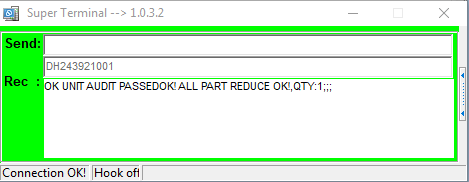 Super Terminal --> 1.0.3.2
Send:
DH243921001
Rec :
OK UNIT AUDIT PASSEDOK! ALL PART REDUCE OK!,QTY:1;;;
Connection OK! Hook off